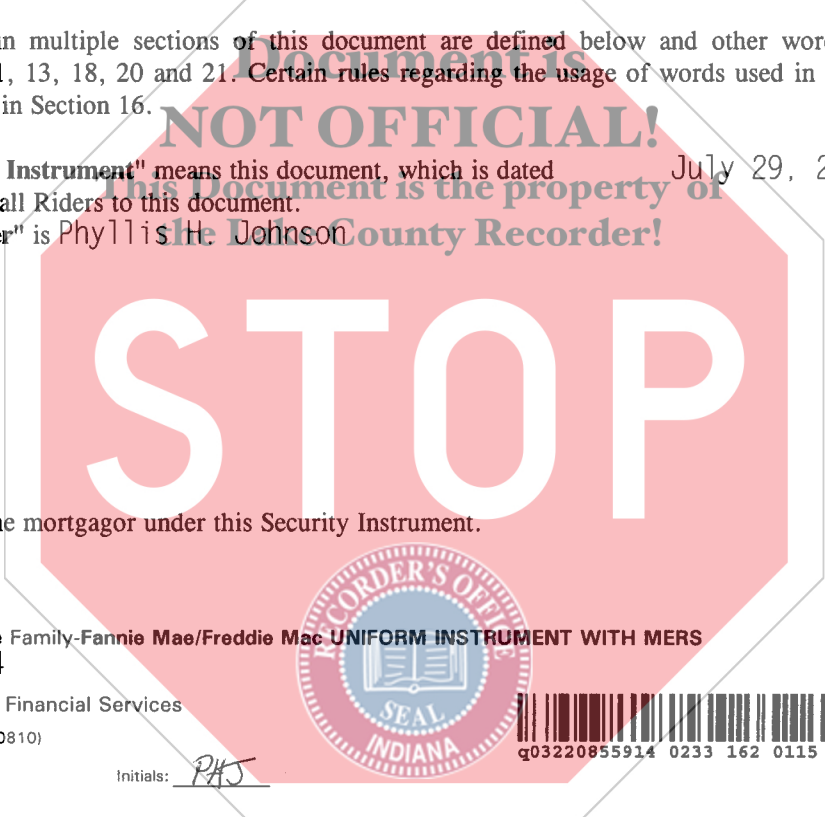 in multiple sections of this document are defined below and other wor
, 13, 18, 20 and 21. Certain rules regarding the usage of words used in
in Section 16.
Document is
NOT OFFICIAL!
This Document is the property of
the Lake County Recorder!
Instrument" means this document, which is dated July 29, 2
all Riders to this document.
r" is Phyllis H. Johnson
STOP
e mortgagor under this Security Instrument.
RECORDER'S OFFICE
SEAL
INDIANA
Family-Fannie Mae/Freddie Mac UNIFORM INSTRUMENT WITH MERS
Financial Services
0810)
q03220855914 0233 162 0115
Initials: PHJ